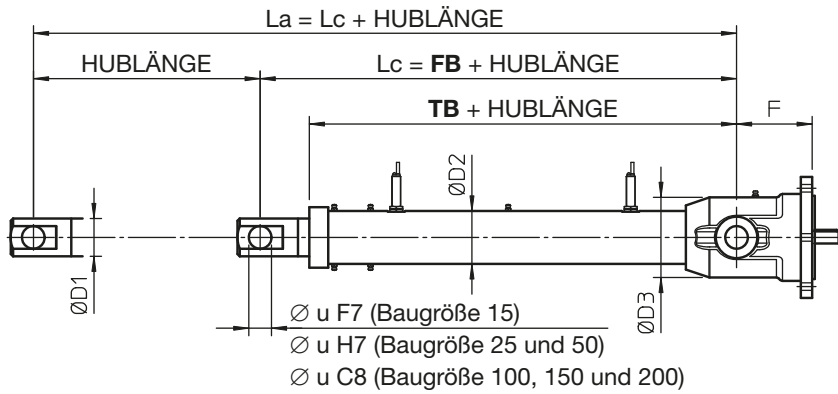 La = Lc + HUBLÄNGE
HUBLÄNGE
Lc = FB + HUBLÄNGE
TB + HUBLÄNGE
F
ØD2
ØD1
ØD3
∅ u F7 (Baugröße 15)
∅ u H7 (Baugröße 25 und 50)
∅ u C8 (Baugröße 100, 150 und 200)